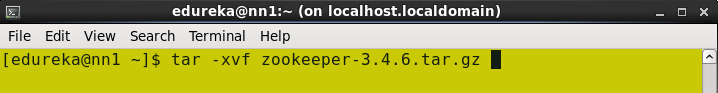 edureka@nn1:~ (on localhost.localdomain)
File Edit View Search Terminal Help
[edureka@nn1 ~]$ tar -xvf zookeeper-3.4.6.tar.gz